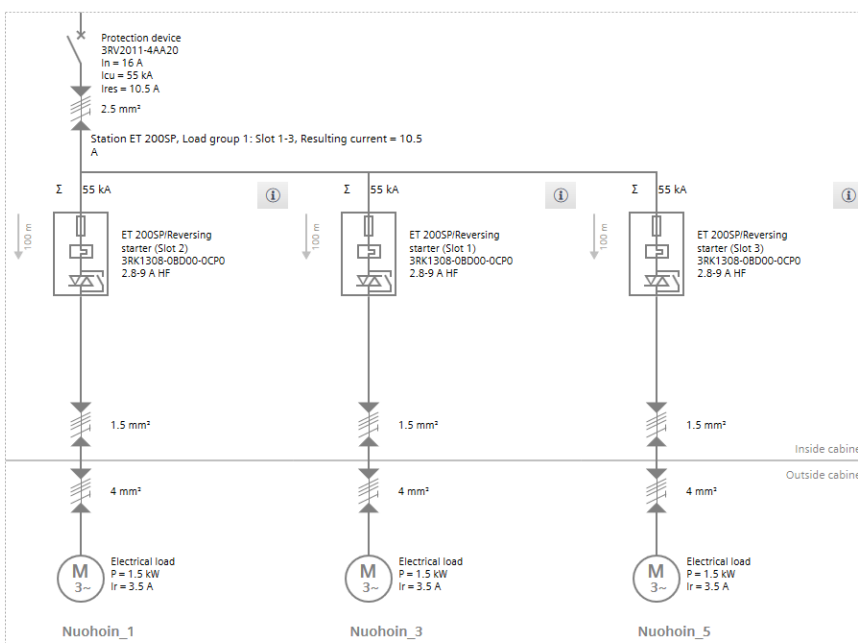 Protection device
3RV2011-4AA20
In = 16 A
Icu = 55 kA
Ires = 10.5 A
2.5 mm²
Station ET 200SP, Load group 1: Slot 1-3, Resulting current = 10.5
A
Σ 55 kA
Σ 55 kA
Σ 55 kA
100 m
ET 200SP/Reversing
starter (Slot 2)
3RK1308-0BD00-0CP0
2.8-9 A HF
100 m
ET 200SP/Reversing
starter (Slot 1)
3RK1308-0BD00-0CP0
2.8-9 A HF
100 m
ET 200SP/Reversing
starter (Slot 3)
3RK1308-0BD00-0CP0
2.8-9 A HF
1.5 mm²
1.5 mm²
1.5 mm²
Inside cabine
Outside cabine
4 mm²
4 mm²
4 mm²
M
3~
Electrical load
P = 1.5 kW
Ir = 3.5 A
M
3~
Electrical load
P = 1.5 kW
Ir = 3.5 A
M
3~
Electrical load
P = 1.5 kW
Ir = 3.5 A
Nuohoin_1
Nuohoin_3
Nuohoin_5